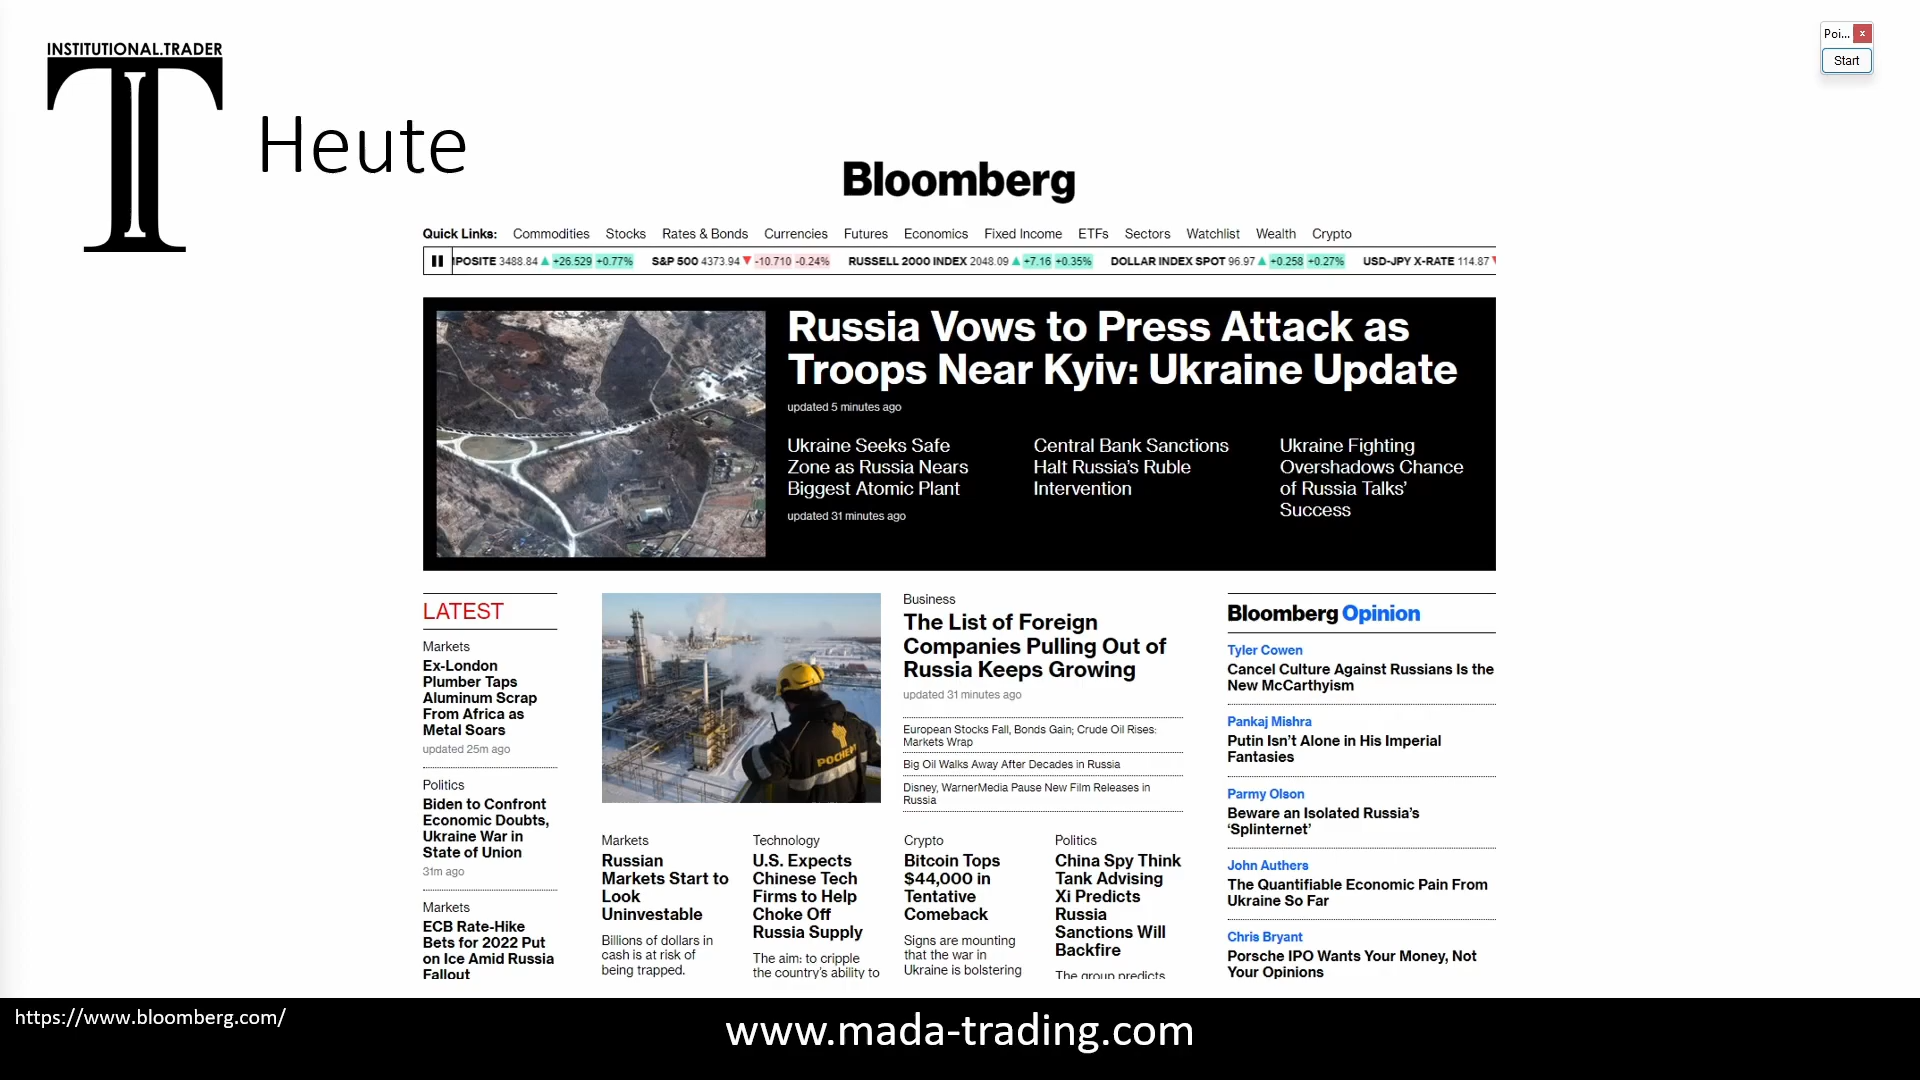 INSTITUTIONAL.TRADER
Poi... x
Start
Heute
Bloomberg
Quick Links: Commodities Stocks Rates & Bonds Currencies Futures Economics Fixed Income ETFs Sectors Watchlist Wealth Crypto
POSITE 3488.84 ▲ +26.529 +0.77% S&P 500 4373.94 ▼ -10.710 -0.24% RUSSELL 2000 INDEX 2048.09 ▲ +7.16 +0.35% DOLLAR INDEX SPOT 96.97 ▲ +0.258 +0.27% USD-JPY X-RATE 114.87 ▼
Russia Vows to Press Attack as
Troops Near Kyiv: Ukraine Update
updated 5 minutes ago
Ukraine Seeks Safe
Zone as Russia Nears
Biggest Atomic Plant
updated 31 minutes ago
Central Bank Sanctions
Halt Russia's Ruble
Intervention
Ukraine Fighting
Overshadows Chance
of Russia Talks'
Success
LATEST
Markets
Ex-London
Plumber Taps
Aluminum Scrap
From Africa as
Metal Soars
updated 25m ago
Politics
Biden to Confront
Economic Doubts,
Ukraine War in
State of Union
31m ago
Markets
ECB Rate-Hike
Bets for 2022 Put
on Ice Amid Russia
Fallout
РОСНЕФТ
Business
The List of Foreign
Companies Pulling Out of
Russia Keeps Growing
updated 31 minutes ago
European Stocks Fall, Bonds Gain; Crude Oil Rises:
Markets Wrap
Big Oil Walks Away After Decades in Russia
Disney, WarnerMedia Pause New Film Releases in
Russia
Markets
Russian
Markets Start to
Look
Uninvestable
Billions of dollars in
cash is at risk of
being trapped.
Technology
U.S. Expects
Chinese Tech
Firms to Help
Choke Off
Russia Supply
The aim: to cripple
the country's ability to
Crypto
Bitcoin Tops
$44,000 in
Tentative
Comeback
Signs are mounting
that the war in
Ukraine is bolstering
Politics
China Spy Think
Tank Advising
Xi Predicts
Russia
Sanctions Will
Backfire
The group predicts
Bloomberg Opinion
Tyler Cowen
Cancel Culture Against Russians Is the
New McCarthyism
Pankaj Mishra
Putin Isn't Alone in His Imperial
Fantasies
Parmy Olson
Beware an Isolated Russia's
‘Splinternet’
John Authers
The Quantifiable Economic Pain From
Ukraine So Far
Chris Bryant
Porsche IPO Wants Your Money, Not
Your Opinions
https://www.bloomberg.com/
www.mada-trading.com